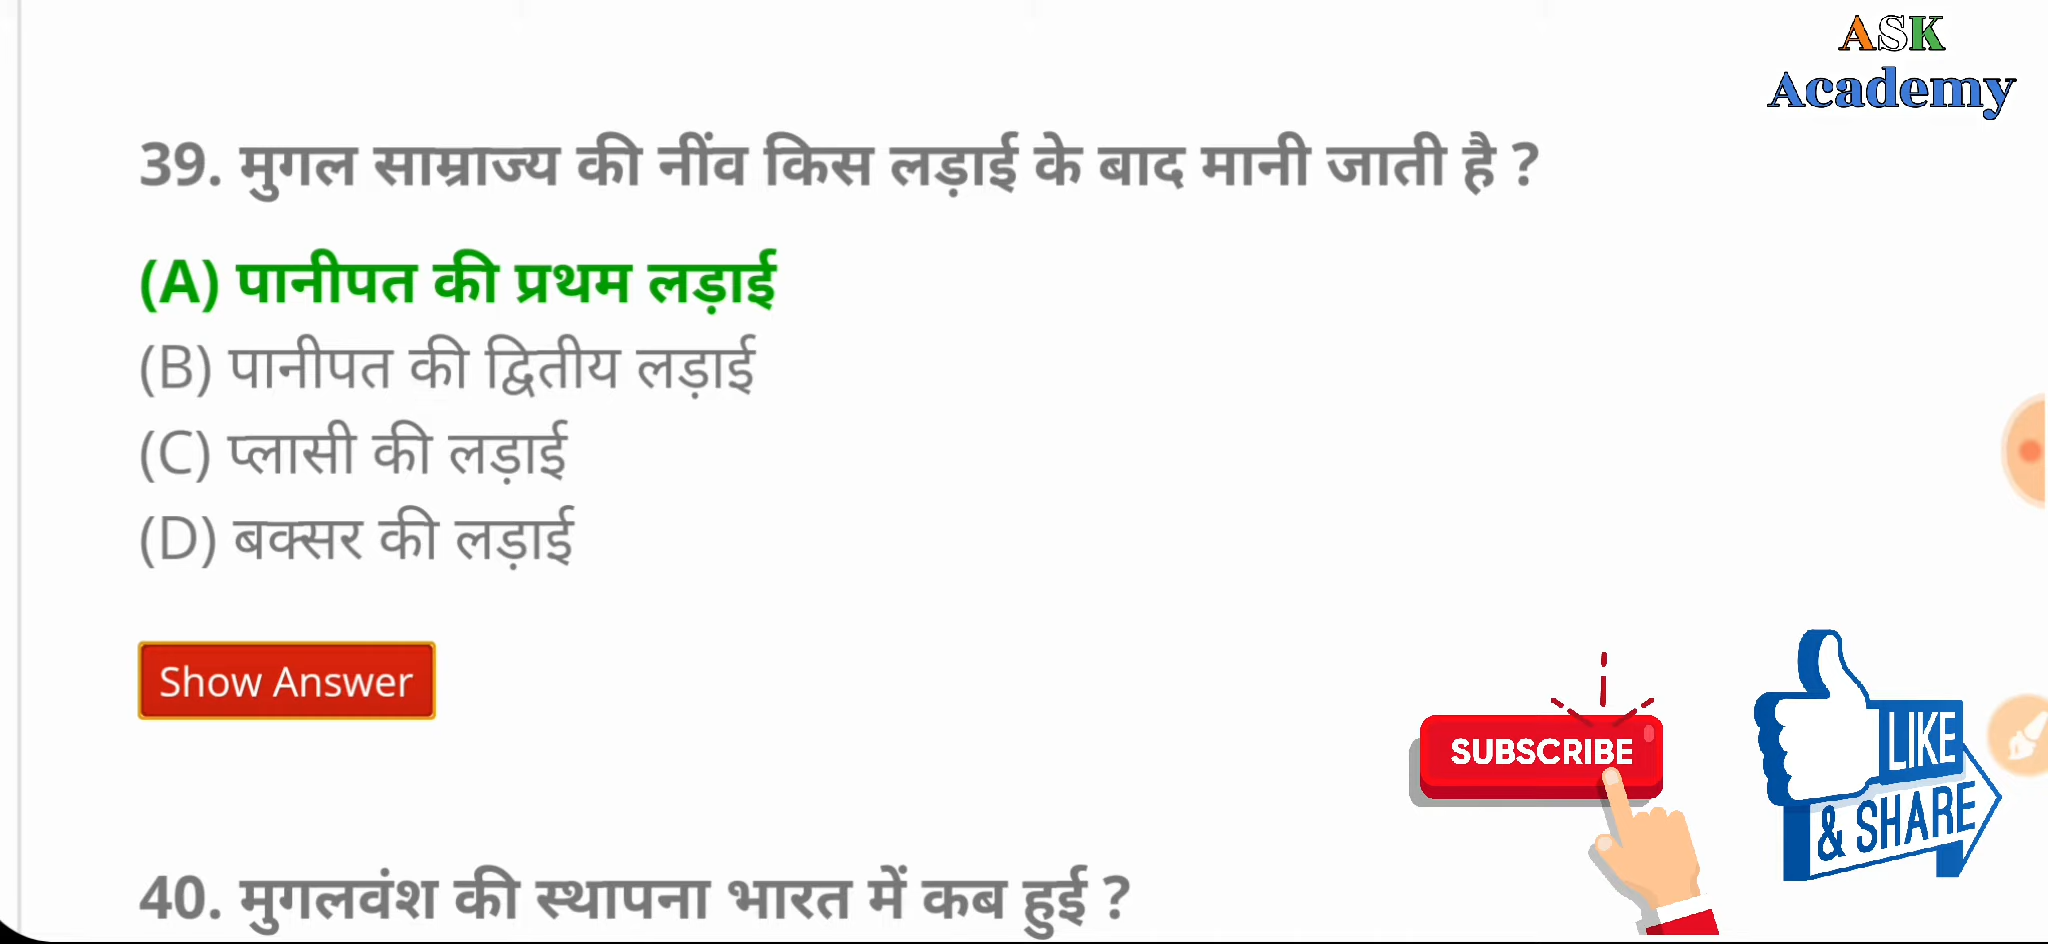 ASK
Academy
39. मुगल साम्राज्य की नींव किस लड़ाई के बाद मानी जाती है ?
(A) पानीपत की प्रथम लड़ाई
(B) पानीपत की द्वितीय लड़ाई
(C) प्लासी की लड़ाई
(D) बक्सर की लड़ाई
Show Answer
SUBSCRIBE
LIKE
& SHARE
40. मुगलवंश की स्थापना भारत में कब हुई ?